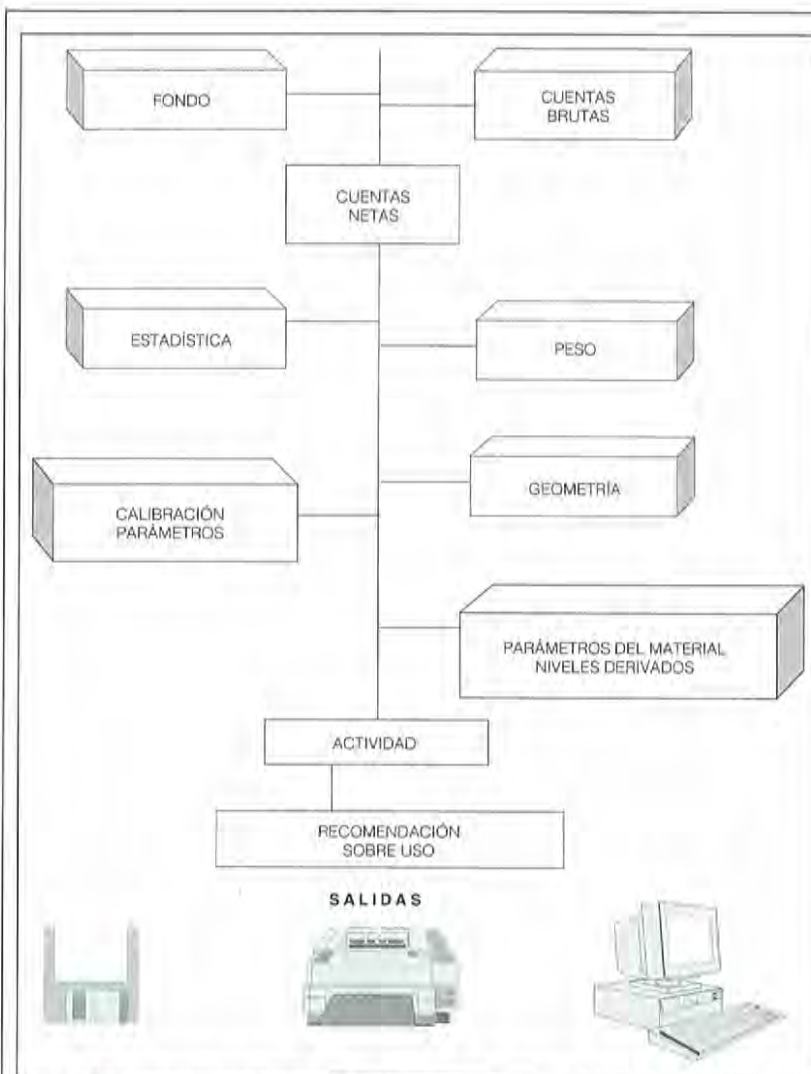 FONDO
CUENTAS
BRUTAS
CUENTAS
NETAS
ESTADÍSTICA
PESO
GEOMETRÍA
CALIBRACIÓN
PARÁMETROS
PARÁMETROS DEL MATERIAL
NIVELES DERIVADOS
ACTIVIDAD
RECOMENDACIÓN
SOBRE USO
SALIDAS